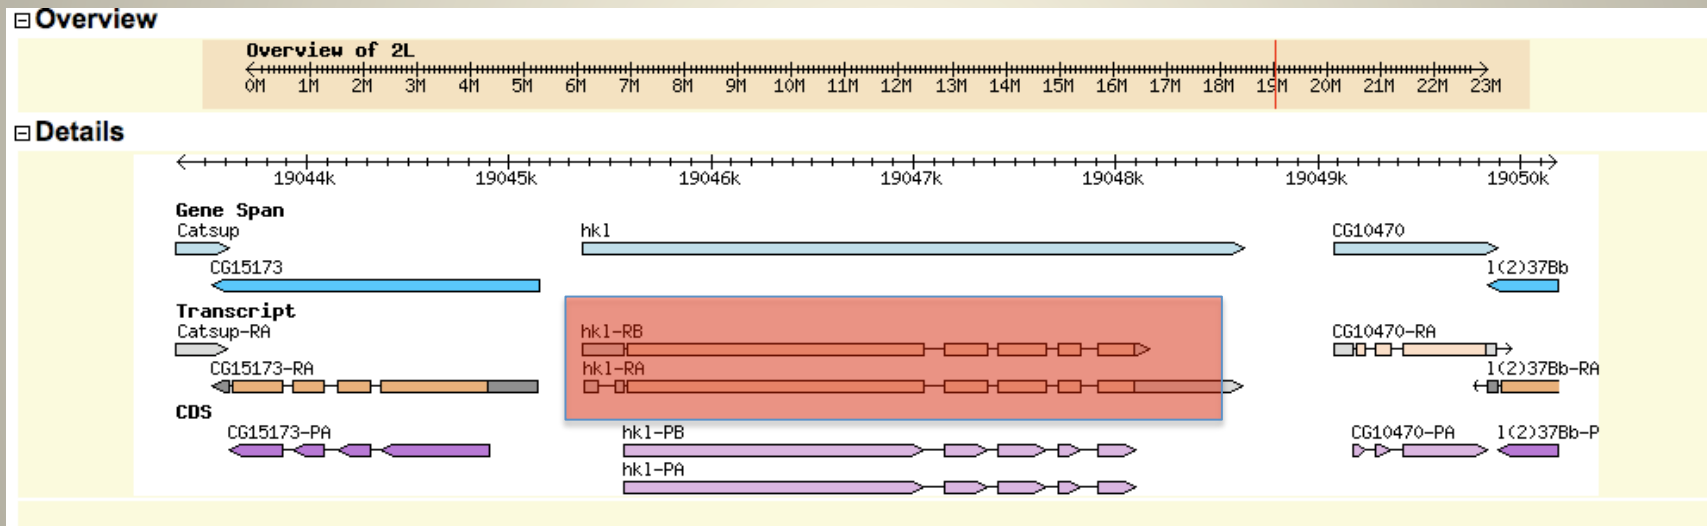 Overview
Overview of 2L
0M 1M 2M 3M 4M 5M 6M 7M 8M 9M 10M 11M 12M 13M 14M 15M 16M 17M 18M 19M 20M 21M 22M 23M
Details
19044k 19045k 19046k 19047k 19048k 19049k 19050k
Gene Span
Catsup hkl CG10470
CG15173 l(2)37Bb
Transcript
Catsup-RA hkl-RB CG10470-RA
CG15173-RA hkl-RA l(2)37Bb-RA
CDS
CG15173-PA hkl-PB CG10470-PA l(2)37Bb-P
hkl-PA